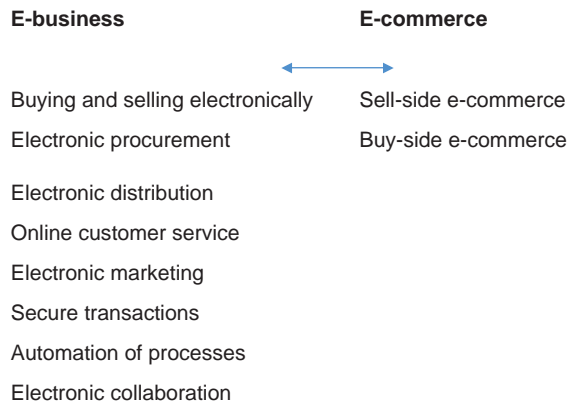 E-business E-commerce
Buying and selling electronically Sell-side e-commerce
Electronic procurement Buy-side e-commerce
Electronic distribution
Online customer service
Electronic marketing
Secure transactions
Automation of processes
Electronic collaboration